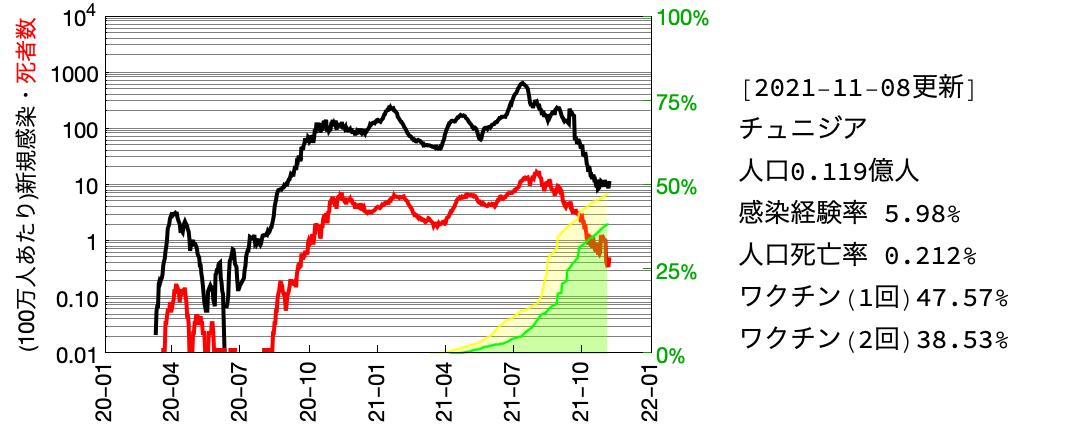 (100万人あたり)新規感染・死者数
10^4
1000
100
10
1
0.10
0.01
100%
75%
50%
25%
0%
20-01
20-04
20-07
20-10
21-01
21-04
21-07
21-10
22-01
[2021-11-08更新]
チュニジア
人口0.119億人
感染経験率 5.98%
人口死亡率 0.212%
ワクチン(1回)47.57%
ワクチン(2回)38.53%